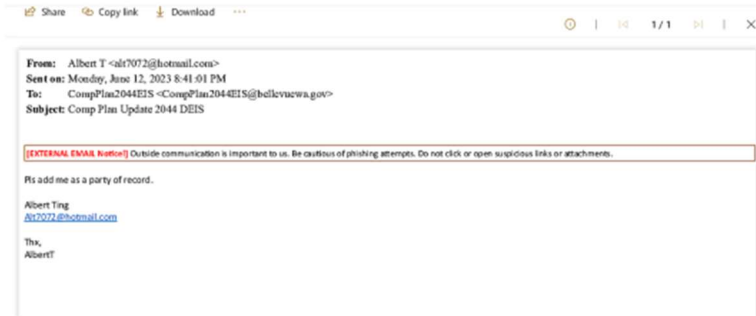 Share Copy link Download ...
1/1
From: Albert T <alt7072@hotmail.com>
Sent on: Monday, June 12, 2023 8:41:01 PM
To: CompPlan2044EIS <CompPlan2044EIS@bellevuewa.gov>
Subject: Comp Plan Update 2044 DEIS
[EXTERNAL EMAIL Notice!] Outside communication is important to us. Be cautious of phishing attempts. Do not click or open suspicious links or attachments.
Pls add me as a party of record.
Albert Ting
Alt7072@hotmail.com
Thx,
AlbertT